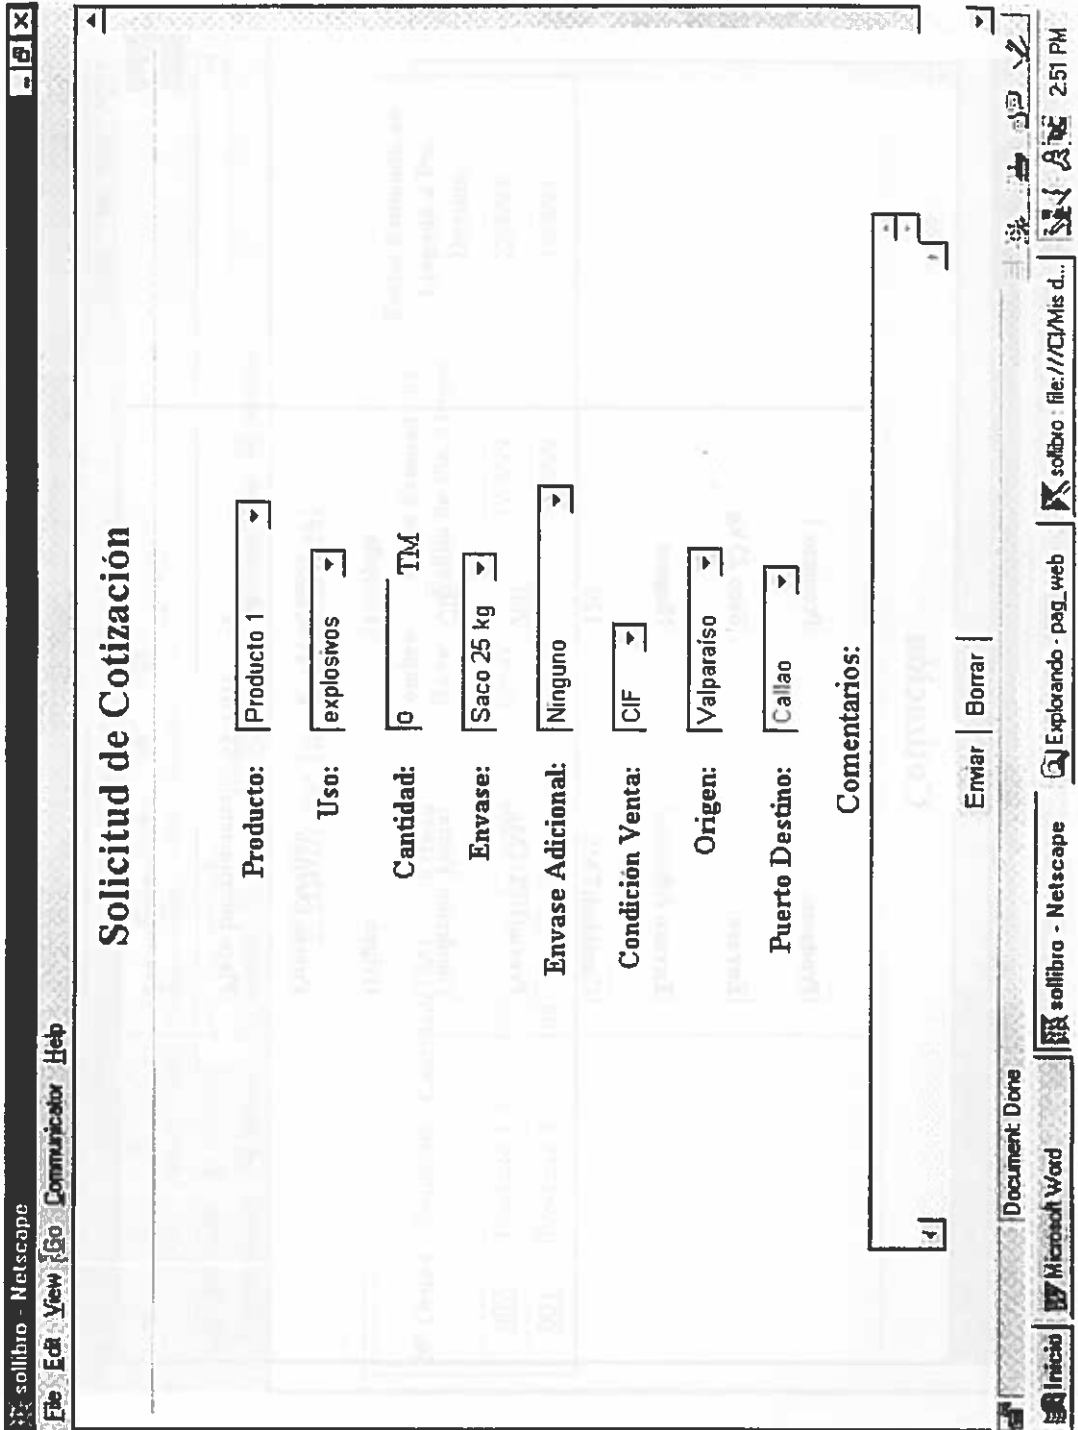 sollibro - Netscape
File Edit View Go Communicator Help
Solicitud de Cotización
Producto: Producto 1
Uso: explosivos
Cantidad: 0 TM
Envase: Saco 25 kg
Envase Adicional: Ninguno
Condición Venta: CIF
Origen: Valparaíso
Puerto Destino: Callao
Comentarios:
Enviar Borrar
Document: Done
Inicio Microsoft Word sollibro - Netscape Explorando - pag_web sollibro : file:///C|/Mis d... 2:51 PM